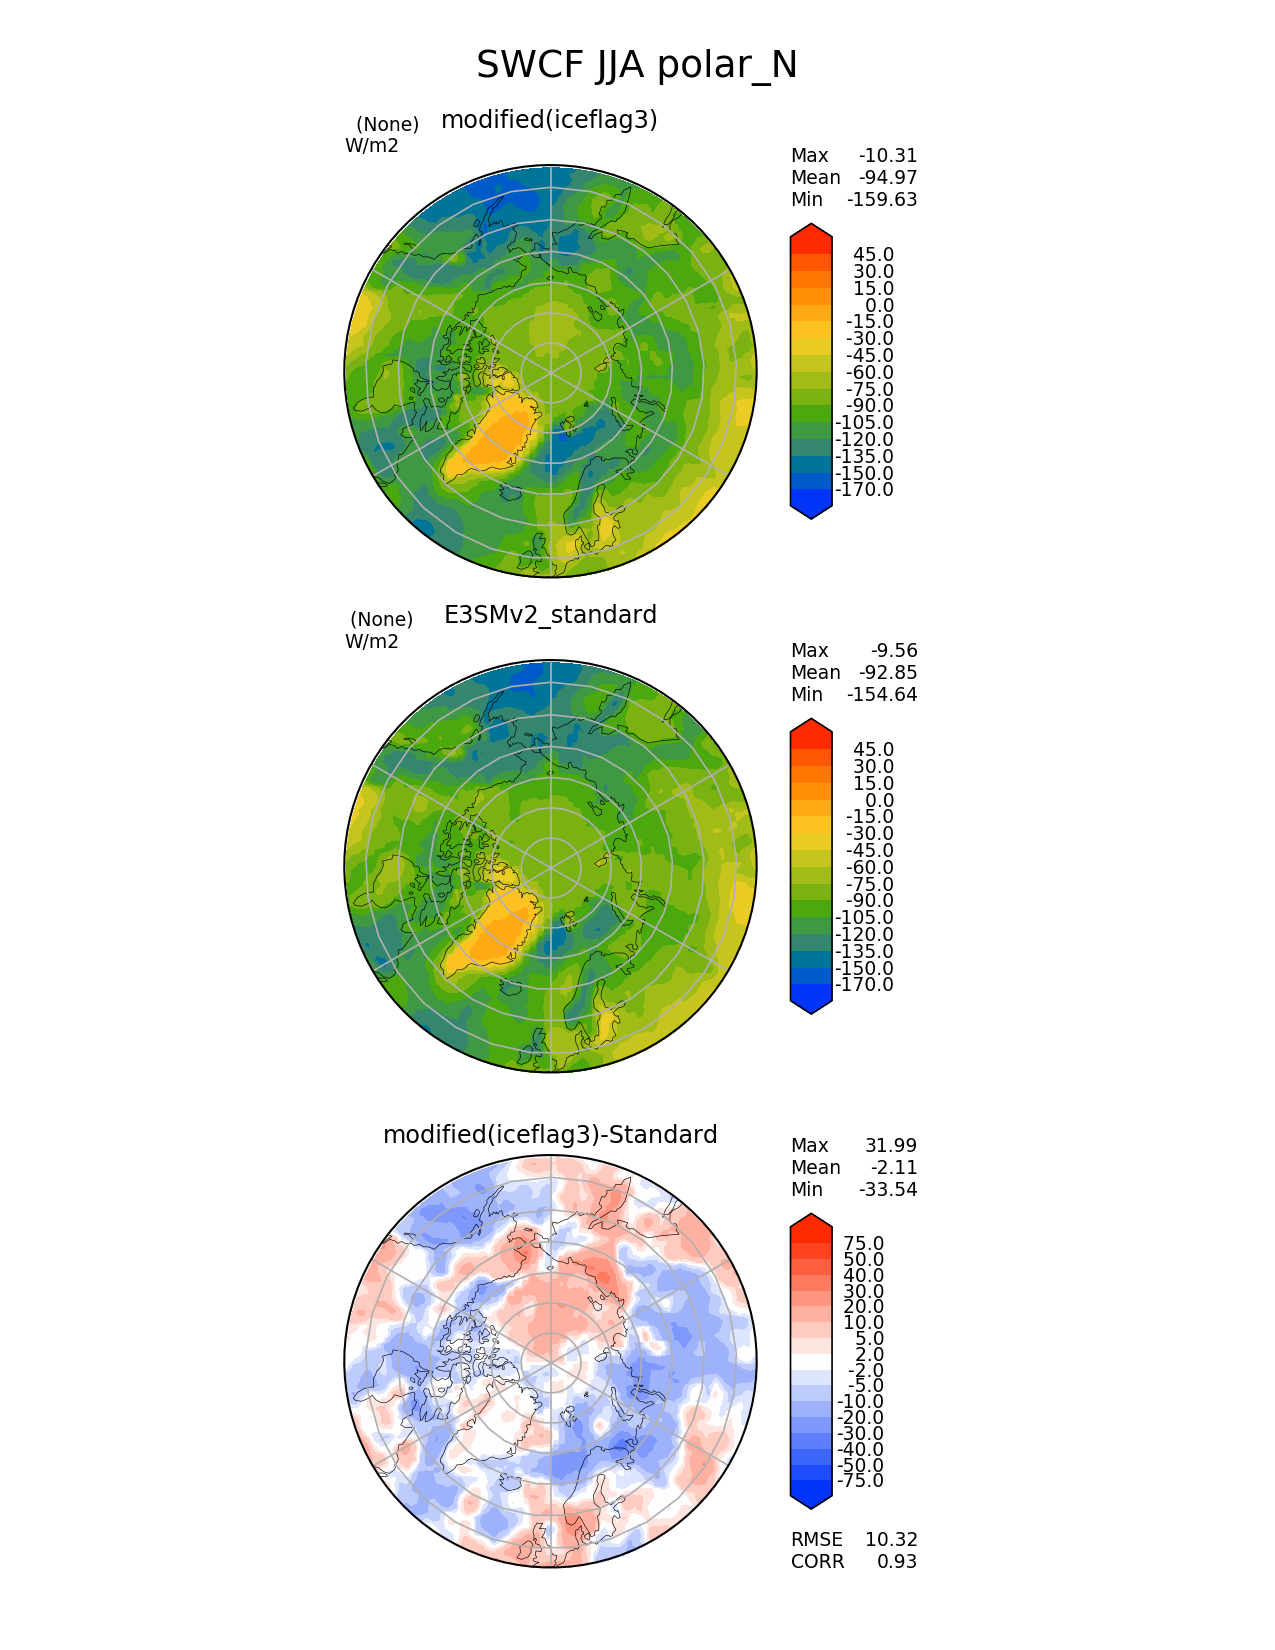 SWCF JJA polar_N
(None) modified(iceflag3)
W/m2
Max -10.31
Mean -94.97
Min -159.63
45.0
30.0
15.0
0.0
-15.0
-30.0
-45.0
-60.0
-75.0
-90.0
-105.0
-120.0
-135.0
-150.0
-170.0
(None) E3SMv2_standard
W/m2
Max -9.56
Mean -92.85
Min -154.64
45.0
30.0
15.0
0.0
-15.0
-30.0
-45.0
-60.0
-75.0
-90.0
-105.0
-120.0
-135.0
-150.0
-170.0
modified(iceflag3)-Standard
Max 31.99
Mean -2.11
Min -33.54
75.0
50.0
40.0
30.0
20.0
10.0
5.0
2.0
-2.0
-5.0
-10.0
-20.0
-30.0
-40.0
-50.0
-75.0
RMSE 10.32
CORR 0.93